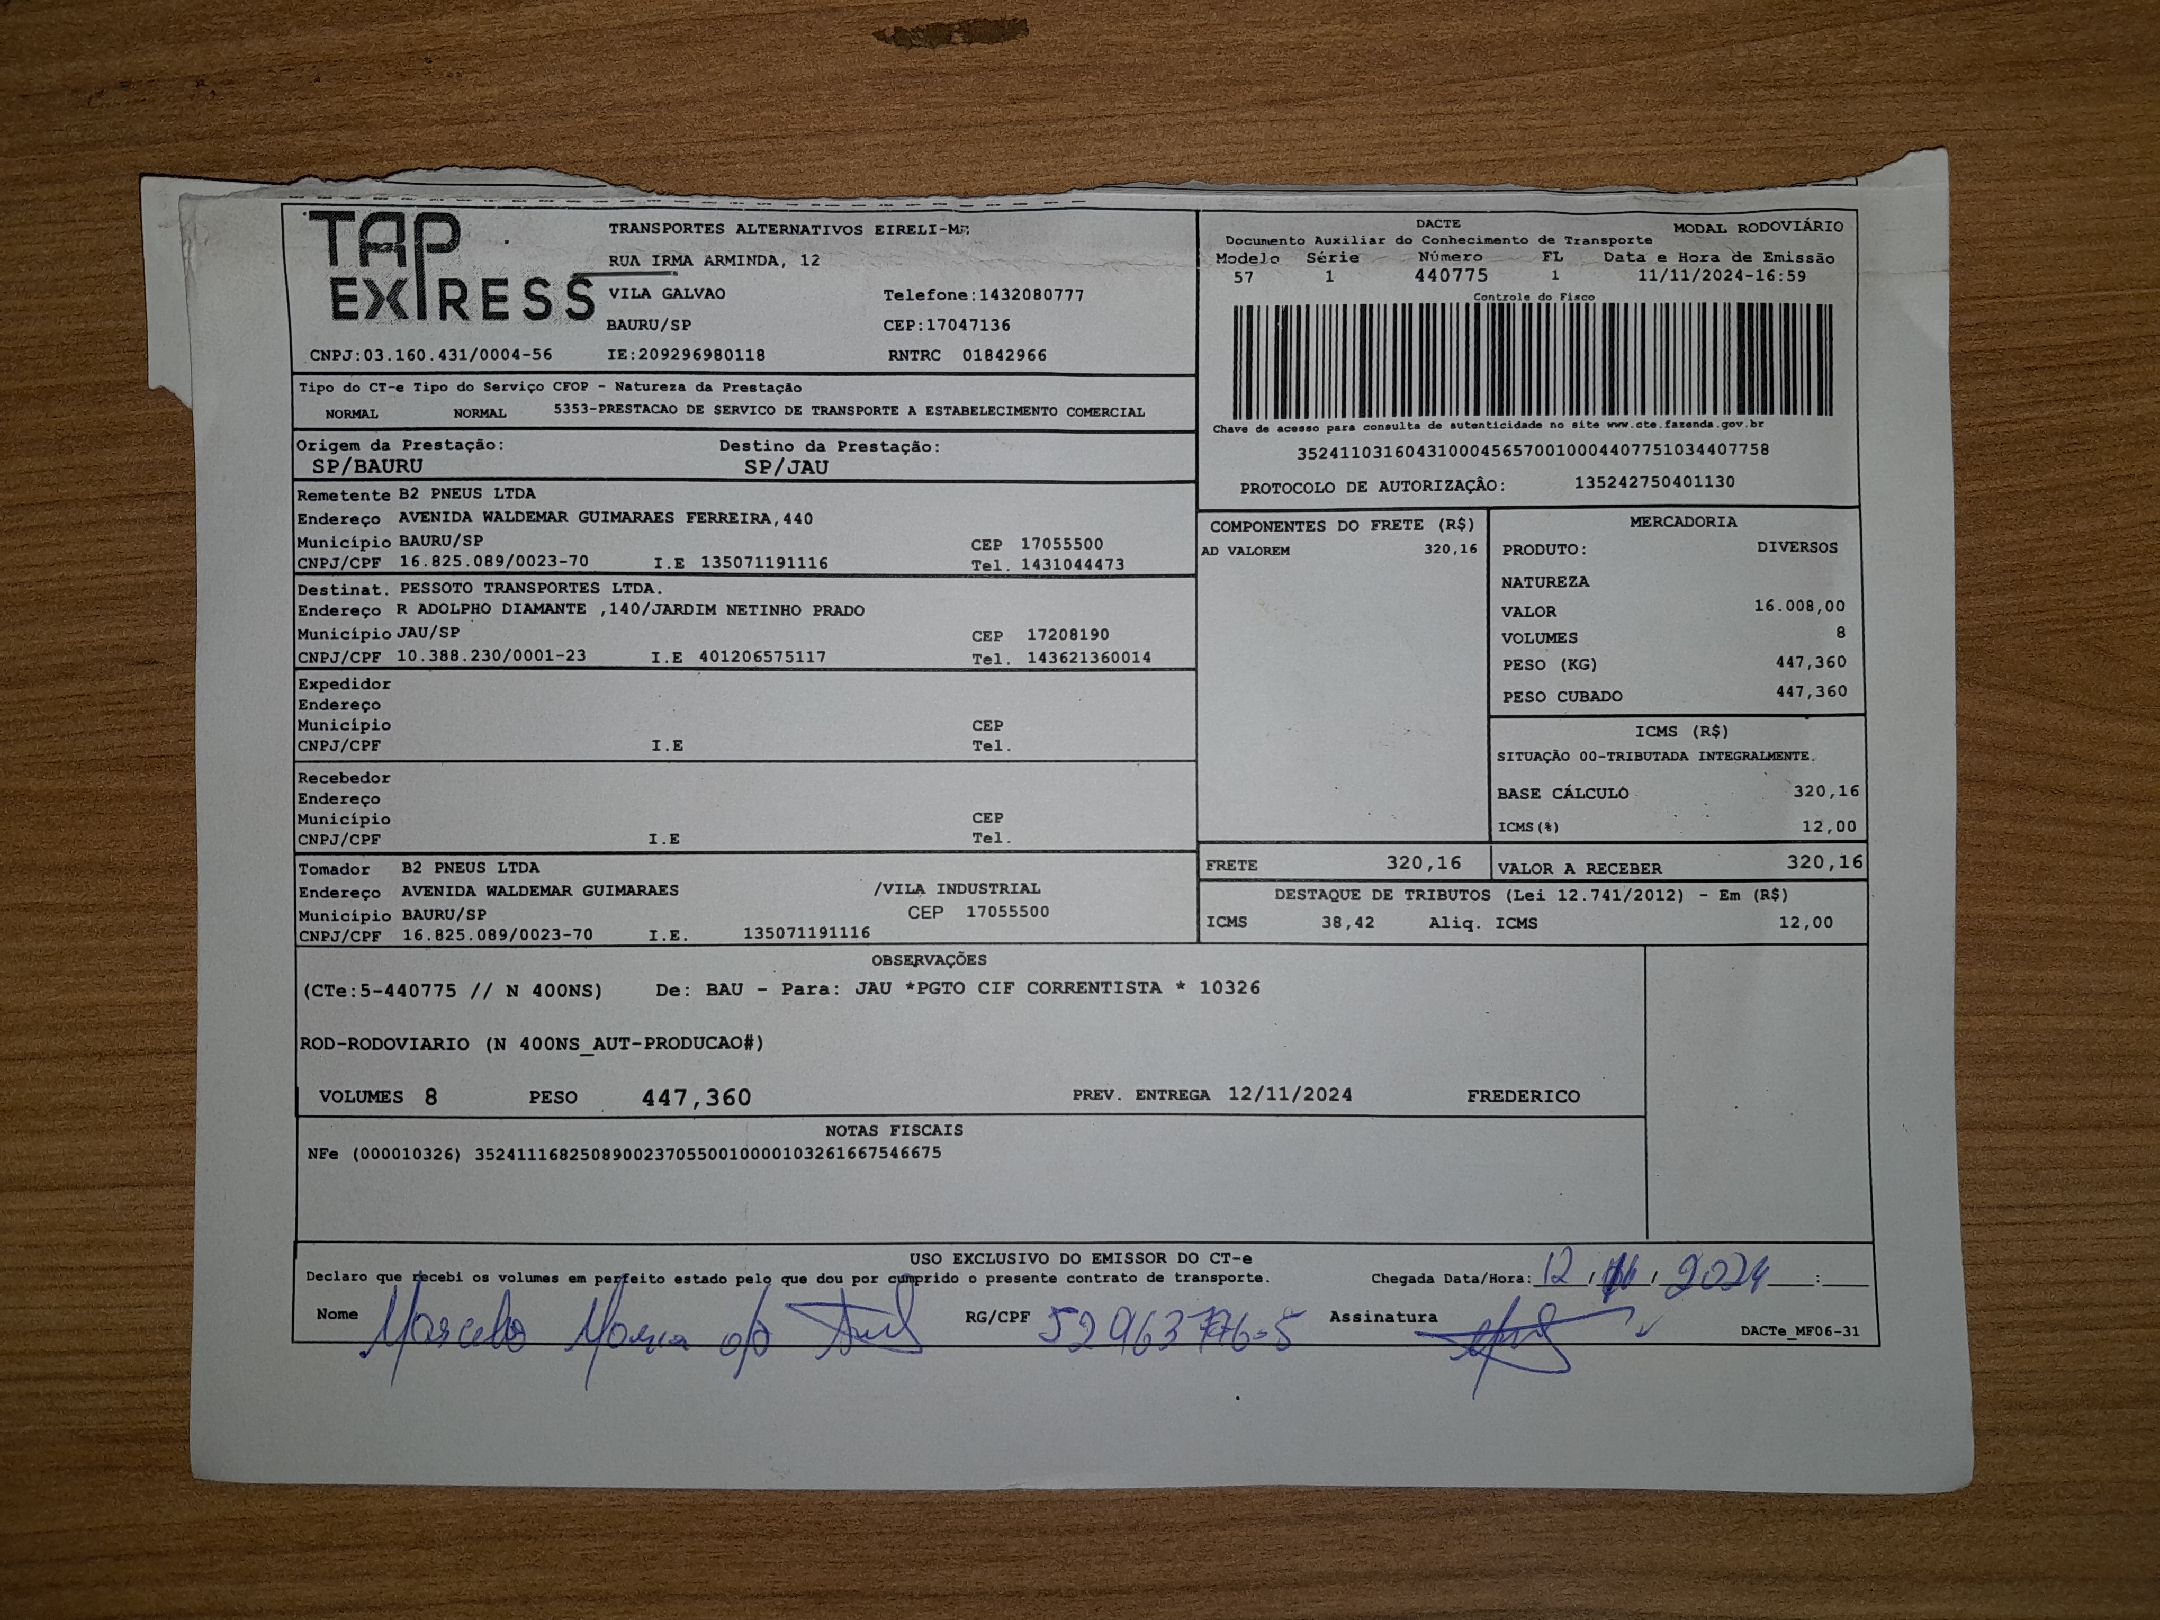 TAP EXPRESS
TRANSPORTES ALTERNATIVOS EIRELI-ME
RUA IRMA ARMINDA, 12
VILA GALVAO Telefone:1432080777
BAURU/SP CEP:17047136
CNPJ:03.160.431/0004-56 IE:209296980118 RNTRC 01842966
DACTE
MODAL RODOVIÁRIO
Documento Auxiliar do Conhecimento de Transporte
Modelo Série Número FL Data e Hora de Emissão
57 1 440775 1 11/11/2024-16:59
Controle do Fisco
Chave de acesso para consulta de autenticidade no site www.cte.fazenda.gov.br
35241103160431000456570010004407751034407758
PROTOCOLO DE AUTORIZAÇÂO: 135242750401130
Tipo do CT-e Tipo do Serviço CFOP - Natureza da Prestação
NORMAL NORMAL 5353-PRESTACAO DE SERVICO DE TRANSPORTE A ESTABELECIMENTO COMERCIAL
Origem da Prestação: Destino da Prestação:
SP/BAURU SP/JAU
Remetente B2 PNEUS LTDA
Endereço AVENIDA WALDEMAR GUIMARAES FERREIRA,440
Município BAURU/SP CEP 17055500
CNPJ/CPF 16.825.089/0023-70 I.E 135071191116 Tel. 1431044473
Destinat. PESSOTO TRANSPORTES LTDA.
Endereço R ADOLPHO DIAMANTE ,140/JARDIM NETINHO PRADO
Município JAU/SP CEP 17208190
CNPJ/CPF 10.388.230/0001-23 I.E 401206575117 Tel. 143621360014
Expedidor
Endereço
Município CEP
CNPJ/CPF I.E Tel.
Recebedor
Endereço
Município CEP
CNPJ/CPF I.E Tel.
Tomador B2 PNEUS LTDA
Endereço AVENIDA WALDEMAR GUIMARAES /VILA INDUSTRIAL
Município BAURU/SP CEP 17055500
CNPJ/CPF 16.825.089/0023-70 I.E. 135071191116
COMPONENTES DO FRETE (R$)
AD VALOREM 320,16
MERCADORIA
PRODUTO: DIVERSOS
NATUREZA
VALOR 16.008,00
VOLUMES 8
PESO (KG) 447,360
PESO CUBADO 447,360
ICMS (R$)
SITUAÇÃO 00-TRIBUTADA INTEGRALMENTE.
BASE CÁLCULO 320,16
ICMS(%) 12,00
FRETE 320,16 VALOR A RECEBER 320,16
DESTAQUE DE TRIBUTOS (Lei 12.741/2012) - Em (R$)
ICMS 38,42 Aliq. ICMS 12,00
OBSERVAÇÕES
(CTe:5-440775 // N 400NS) De: BAU - Para: JAU *PGTO CIF CORRENTISTA * 10326
ROD-RODOVIARIO (N 400NS_AUT-PRODUCAO#)
VOLUMES 8 PESO 447,360 PREV. ENTREGA 12/11/2024 FREDERICO
NOTAS FISCAIS
NFe (000010326) 35241116825089002370550010000103261667546675
USO EXCLUSIVO DO EMISSOR DO CT-e
Declaro que recebi os volumes em perfeito estado pelo que dou por cumprido o presente contrato de transporte. Chegada Data/Hora: 12 / 11 / 2024 :
Nome Marcelo RG/CPF Assinatura
DACTe_MF06-31